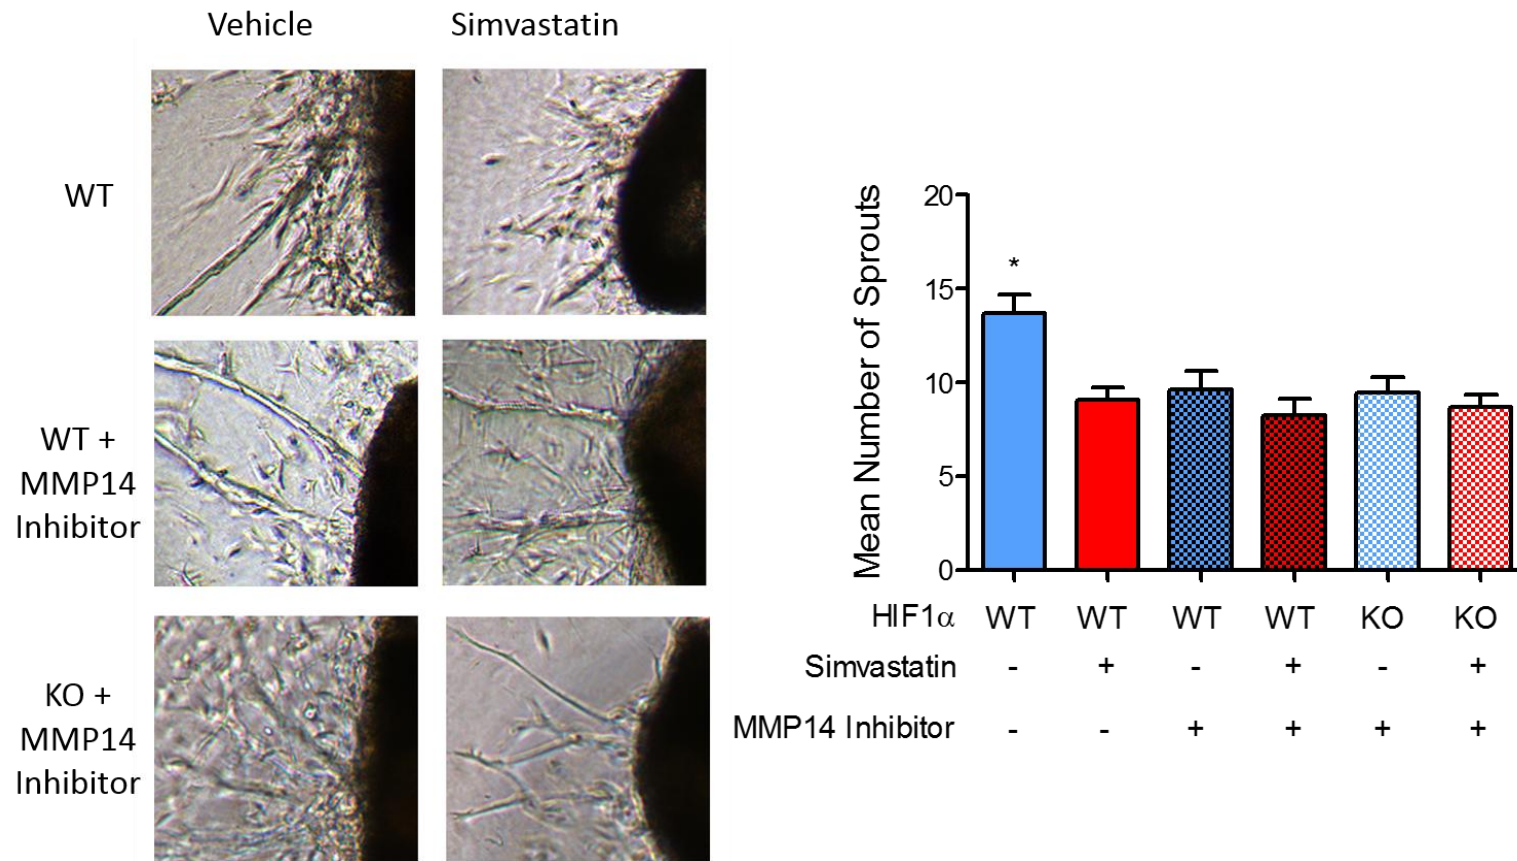 Vehicle
Simvastatin
WT
WT +
MMP14
Inhibitor
KO +
MMP14
Inhibitor
Mean Number of Sprouts
20
15
10
5
0
*
HIF1α WT WT WT WT KO KO
Simvastatin - + - + - +
MMP14 Inhibitor - - + + + +